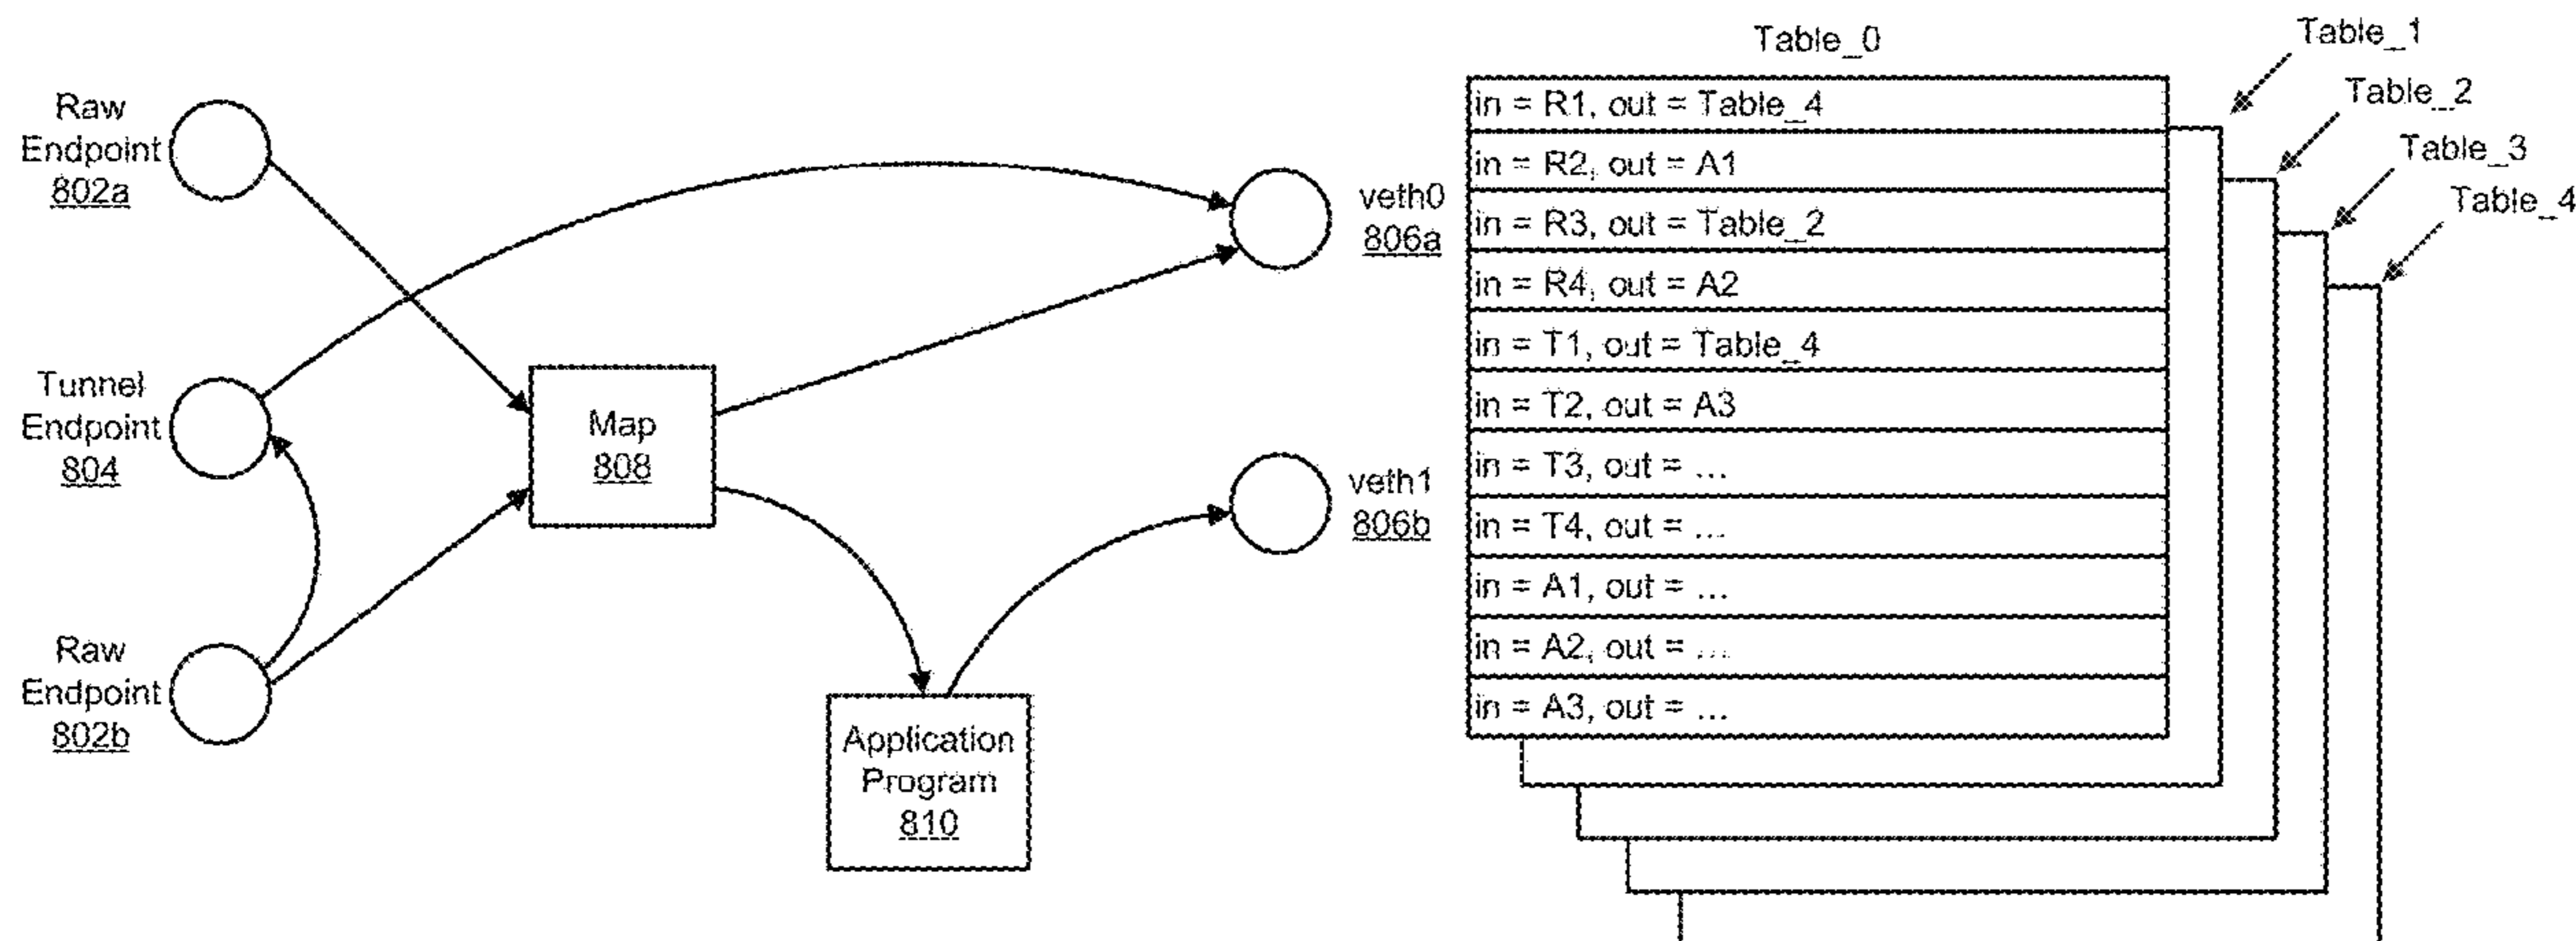 Raw
Endpoint
802a
Tunnel
Endpoint
804
Raw
Endpoint
802b
Map
808
Application
Program
810
veth0
806a
veth1
806b
Table_0
in = R1, out = Table_4
in = R2, out = A1
in = R3, out = Table_2
in = R4, out = A2
in = T1, out = Table_4
in = T2, out = A3
in = T3, out = ...
in = T4, out = ...
in = A1, out = ...
in = A2, out = ...
in = A3, out = ...
Table_1
Table_2
Table_3
Table_4